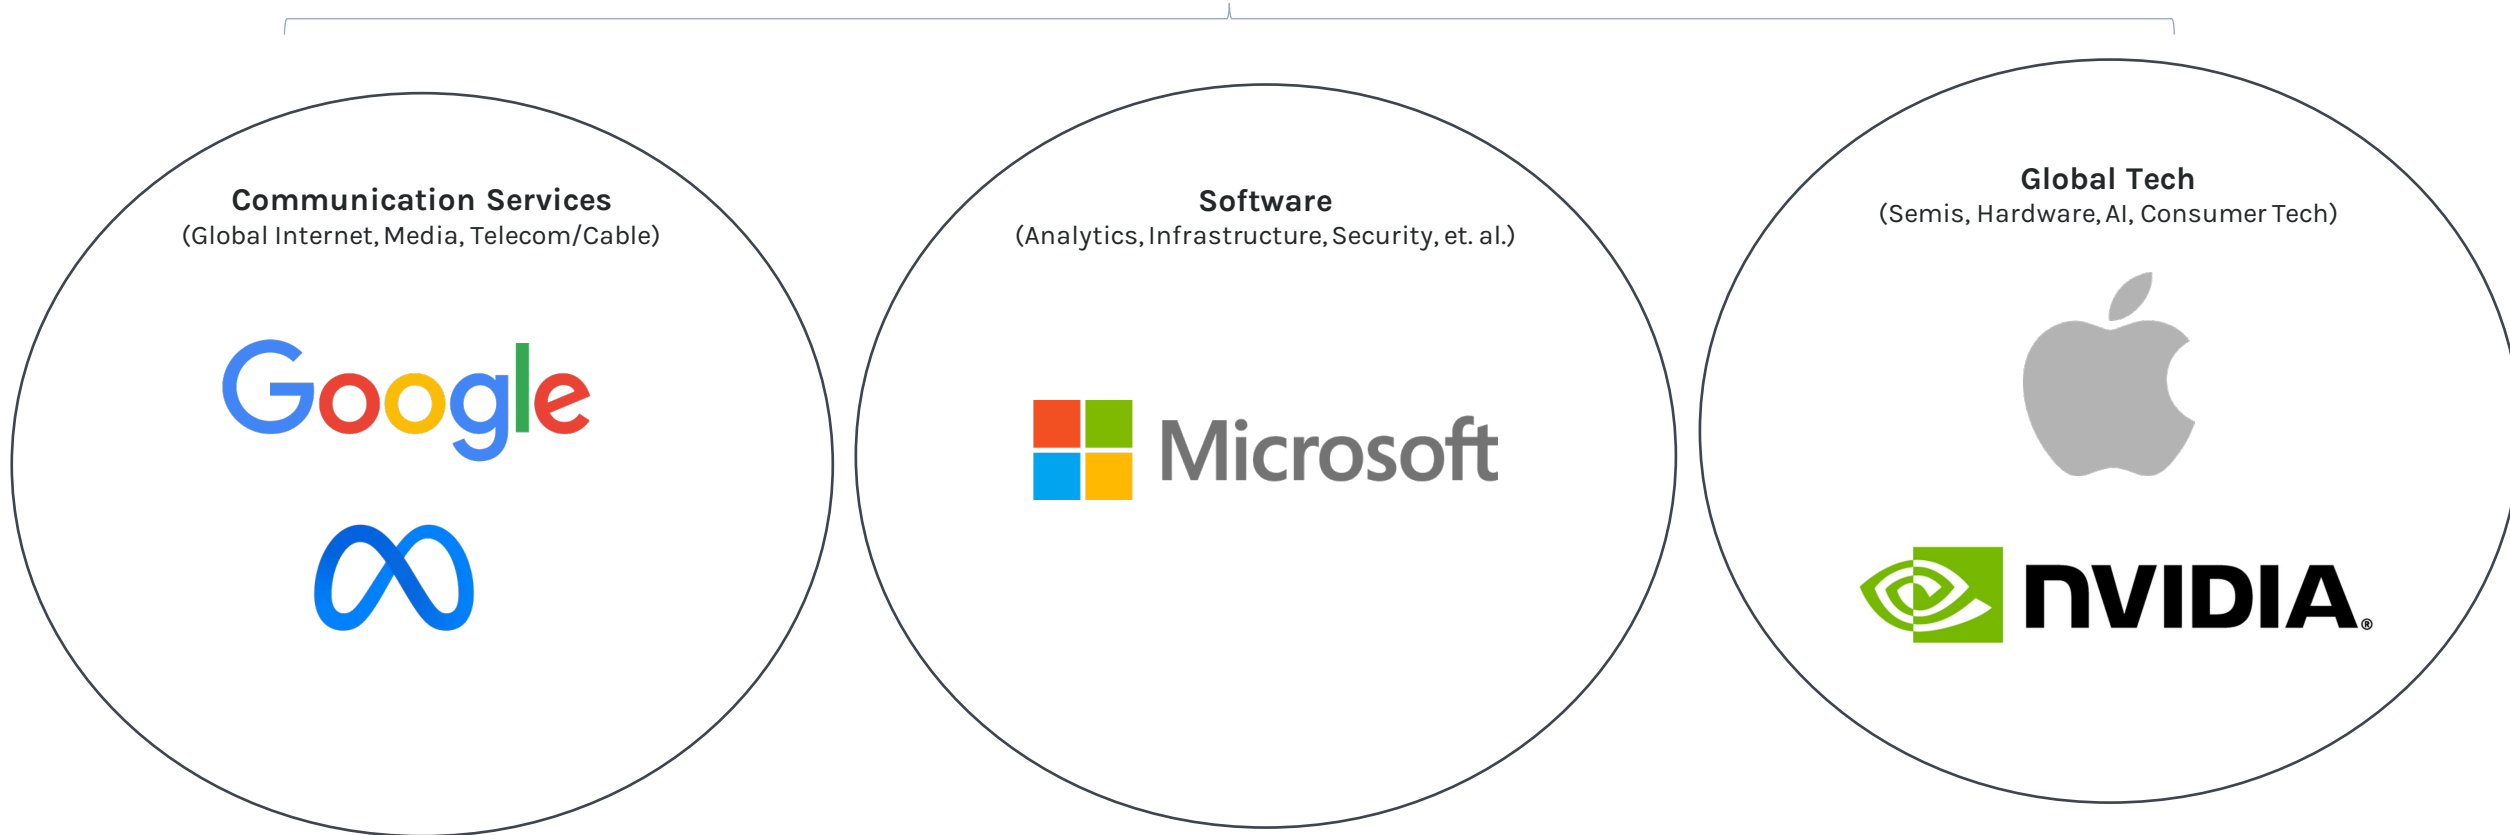 Communication Services
(Global Internet, Media, Telecom/Cable)
Google
Software
(Analytics, Infrastructure, Security, et. al.)
Microsoft
Global Tech
(Semis, Hardware, AI, Consumer Tech)
NVIDIA®